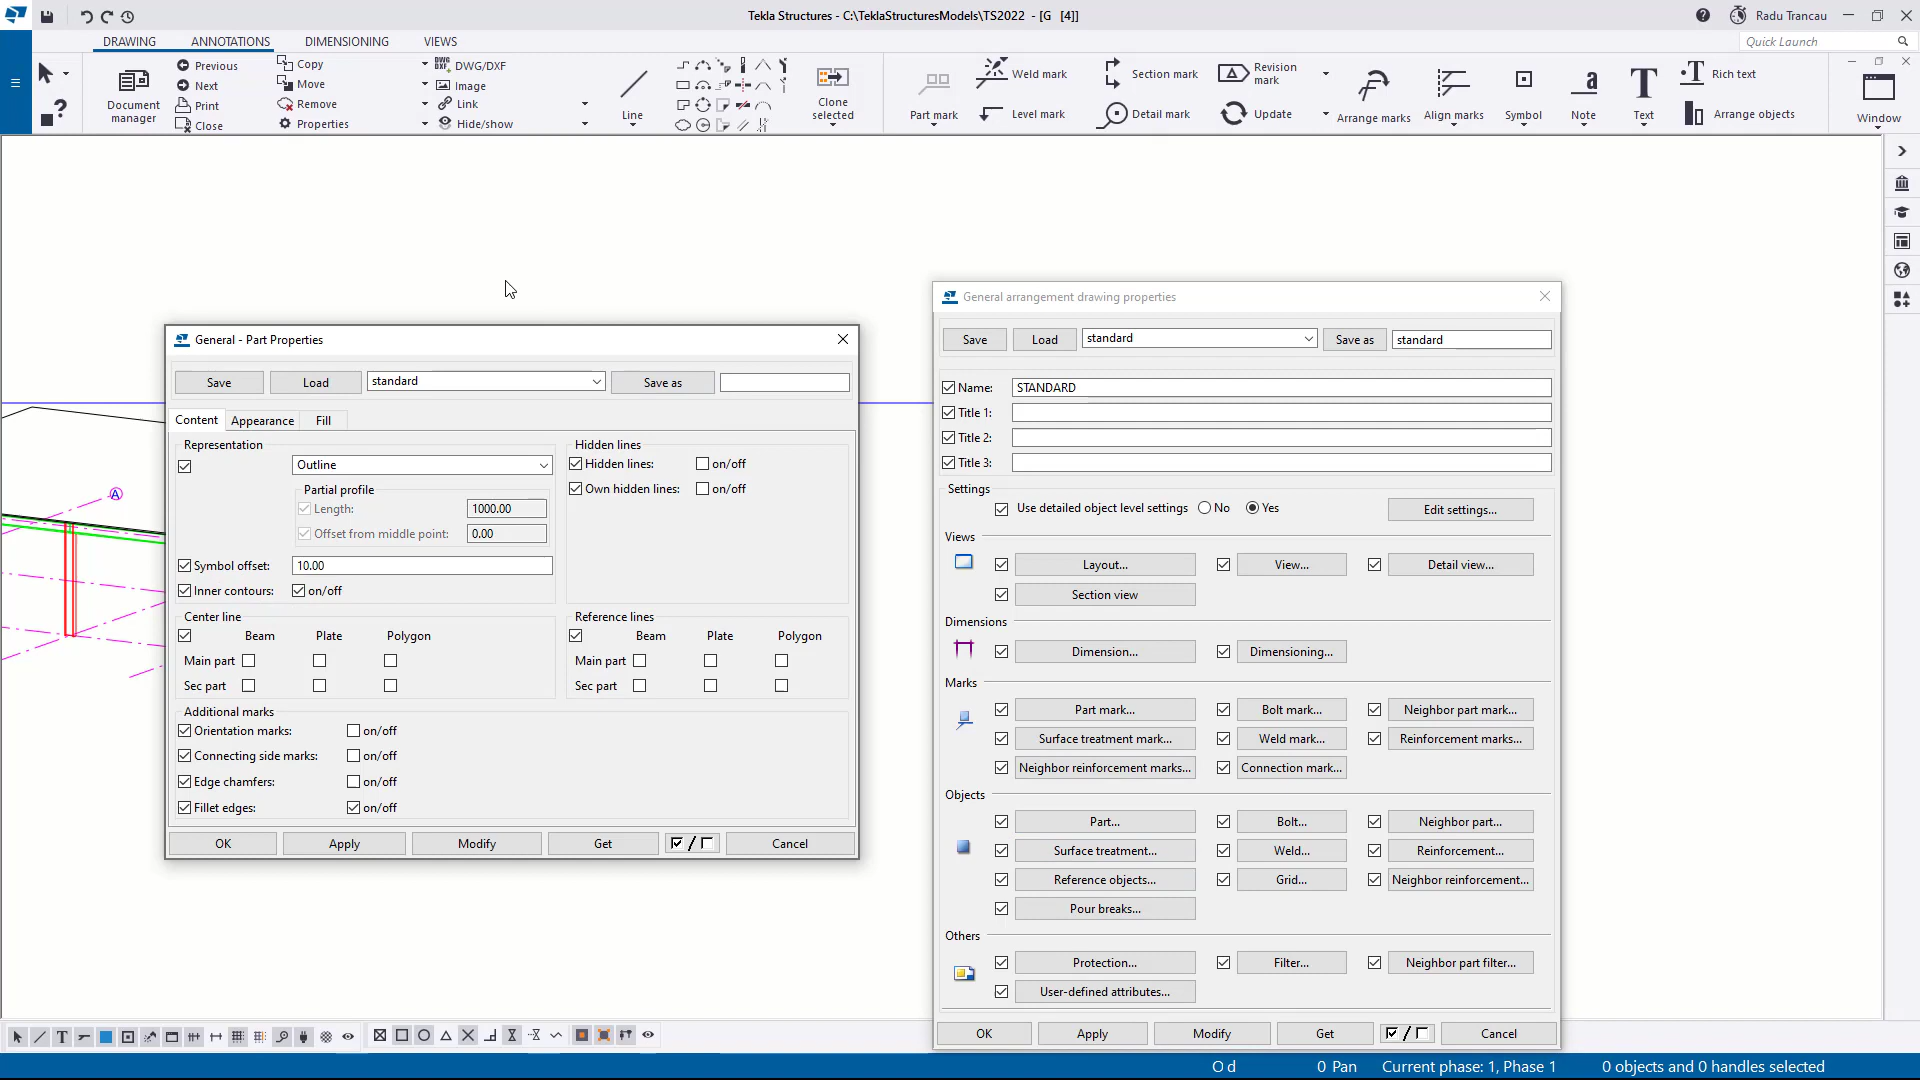 Tekla Structures - C:\TeklaStructuresModels\TS2022 - [G [4]]
Radu Trancau
DRAWING ANNOTATIONS DIMENSIONING VIEWS
Quick Launch
Previous
Next
Print
Close
Document manager
Copy
Move
Remove
Properties
DWG/DXF
Image
Link
Hide/show
Line
Clone selected
Part mark
Weld mark
Level mark
Section mark
Detail mark
Revision mark
Update
Arrange marks
Align marks
Symbol
Note
Text
Rich text
Arrange objects
Window
A
General - Part Properties
Save Load standard Save as
Content Appearance Fill
Representation
Outline
Partial profile
Length: 1000.00
Offset from middle point: 0.00
Symbol offset: 10.00
Inner contours: on/off
Hidden lines
Hidden lines: on/off
Own hidden lines: on/off
Center line
Beam Plate Polygon
Main part
Sec part
Reference lines
Beam Plate Polygon
Main part
Sec part
Additional marks
Orientation marks: on/off
Connecting side marks: on/off
Edge chamfers: on/off
Fillet edges: on/off
OK Apply Modify Get / Cancel
General arrangement drawing properties
Save Load standard Save as standard
Name: STANDARD
Title 1:
Title 2:
Title 3:
Settings
Use detailed object level settings No Yes Edit settings...
Views
Layout... View... Detail view...
Section view
Dimensions
Dimension... Dimensioning...
Marks
Part mark... Bolt mark... Neighbor part mark...
Surface treatment mark... Weld mark... Reinforcement marks...
Neighbor reinforcement marks... Connection mark...
Objects
Part... Bolt... Neighbor part...
Surface treatment... Weld... Reinforcement...
Reference objects... Grid... Neighbor reinforcement...
Pour breaks...
Others
Protection... Filter... Neighbor part filter...
User-defined attributes...
OK Apply Modify Get / Cancel
O d 0 Pan Current phase: 1, Phase 1 0 objects and 0 handles selected